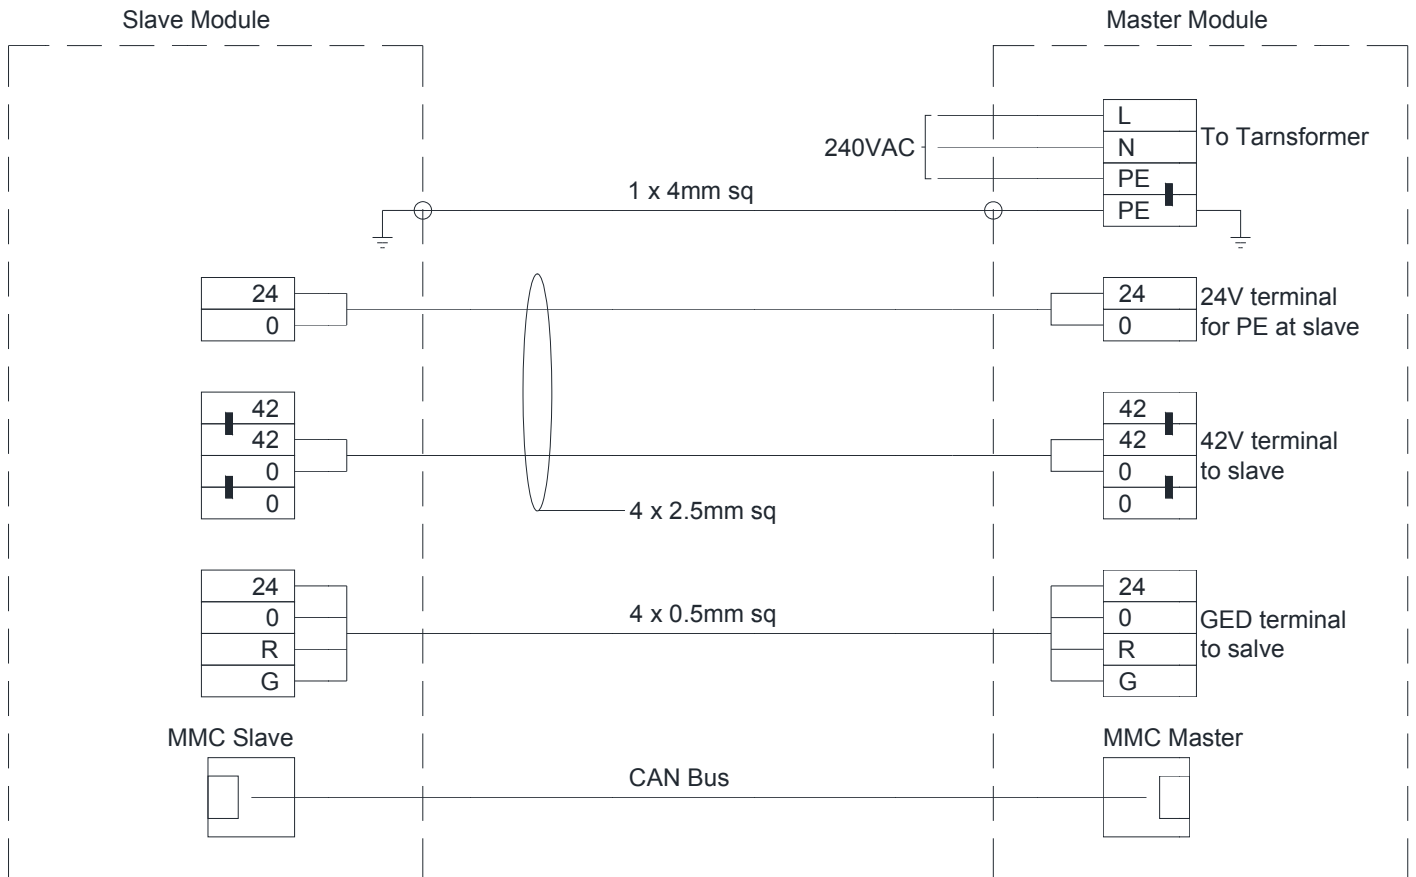 Slave Module
Master Module
240VAC
L
N
PE
PE
To Tarnsformer
1 x 4mm sq
24
0
24
0
24V terminal
for PE at slave
42
42
0
0
42
42
0
0
42V terminal
to slave
4 x 2.5mm sq
24
0
R
G
4 x 0.5mm sq
24
0
R
G
GED terminal
to salve
MMC Slave
MMC Master
CAN Bus